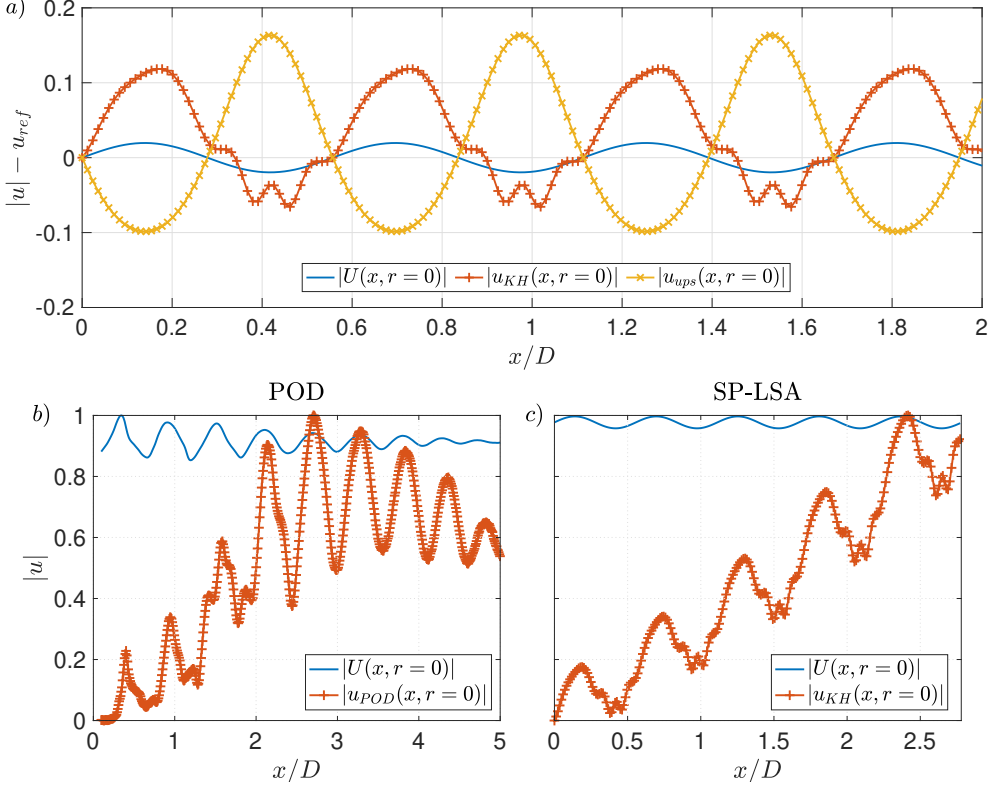 a)
0.2
0.1
0
-0.1
-0.2
|u| − u_ref
|U(x, r = 0)| |u_KH(x, r = 0)| |u_ups(x, r = 0)|
0 0.2 0.4 0.6 0.8 1 1.2 1.4 1.6 1.8 2
x/D
POD
b)
1
0.8
0.6
0.4
0.2
0
|u|
|U(x, r = 0)|
|u_POD(x, r = 0)|
0 1 2 3 4 5
x/D
SP-LSA
c)
|U(x, r = 0)|
|u_KH(x, r = 0)|
0 0.5 1 1.5 2 2.5
x/D